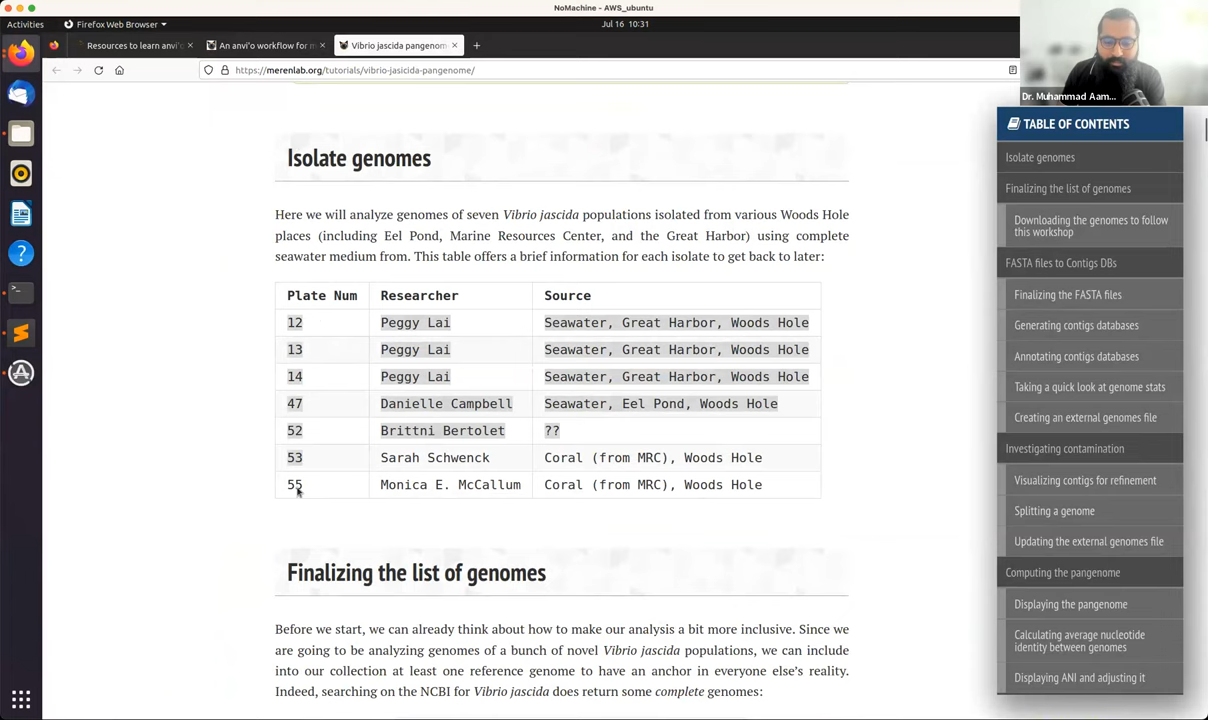 NoMachine - AWS_ubuntu
Activities
Firefox Web Browser
Jul 16 10:31
Resources to learn anvi'o
An anvi'o workflow for m
Vibrio jascida pangenom
https://merenlab.org/tutorials/vibrio-jasicida-pangenome/
Dr. Muhammad Aam...
Isolate genomes
Here we will analyze genomes of seven Vibrio jascida populations isolated from various Woods Hole
places (including Eel Pond, Marine Resources Center, and the Great Harbor) using complete
seawater medium from. This table offers a brief information for each isolate to get back to later:
Plate Num Researcher Source
12 Peggy Lai Seawater, Great Harbor, Woods Hole
13 Peggy Lai Seawater, Great Harbor, Woods Hole
14 Peggy Lai Seawater, Great Harbor, Woods Hole
47 Danielle Campbell Seawater, Eel Pond, Woods Hole
52 Brittni Bertolet ??
53 Sarah Schwenck Coral (from MRC), Woods Hole
55 Monica E. McCallum Coral (from MRC), Woods Hole
Finalizing the list of genomes
Before we start, we can already think about how to make our analysis a bit more inclusive. Since we
are going to be analyzing genomes of a bunch of novel Vibrio jascida populations, we can include
into our collection at least one reference genome to have an anchor in everyone else's reality.
Indeed, searching on the NCBI for Vibrio jascida does return some complete genomes:
TABLE OF CONTENTS
Isolate genomes
Finalizing the list of genomes
Downloading the genomes to follow
this workshop
FASTA files to Contigs DBs
Finalizing the FASTA files
Generating contigs databases
Annotating contigs databases
Taking a quick look at genome stats
Creating an external genomes file
Investigating contamination
Visualizing contigs for refinement
Splitting a genome
Updating the external genomes file
Computing the pangenome
Displaying the pangenome
Calculating average nucleotide
identity between genomes
Displaying ANI and adjusting it